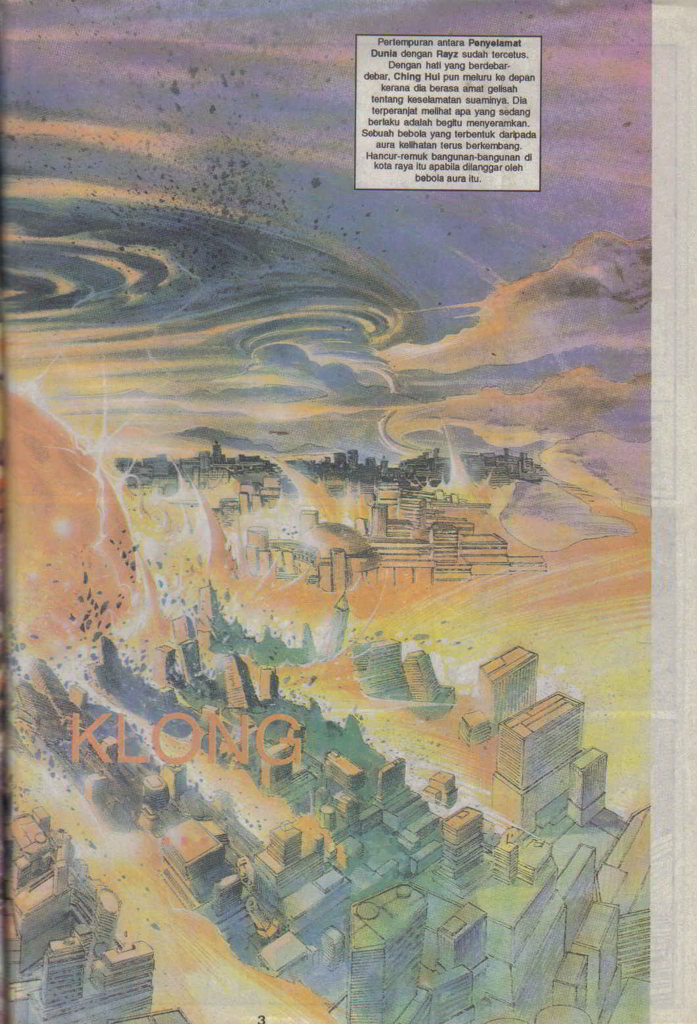 Pertempuran antara Penyelamat
Dunia dengan Rayz sudah tercetus.
Dengan hati yang berdebar-
debar, Ching Hui pun meluru ke depan
kerana dia berasa amat gelisah
tentang keselamatan suaminya. Dia
terperanjat melihat apa yang sedang
berlaku adalah begitu menyeramkan.
Sebuah bebola yang terbentuk daripada
aura kelihatan terus berkembang.
Hancur-remuk bangunan-bangunan di
kota raya itu apabila dilanggar oleh
bebola aura itu.
KLONG
3